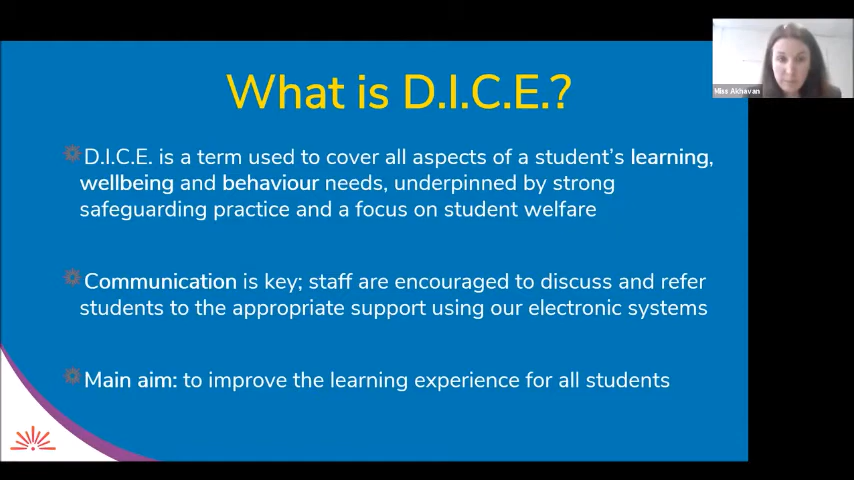 What is D.I.C.E.?
Miss Akhavan
D.I.C.E. is a term used to cover all aspects of a student's learning,
wellbeing and behaviour needs, underpinned by strong
safeguarding practice and a focus on student welfare
Communication is key; staff are encouraged to discuss and refer
students to the appropriate support using our electronic systems
Main aim: to improve the learning experience for all students